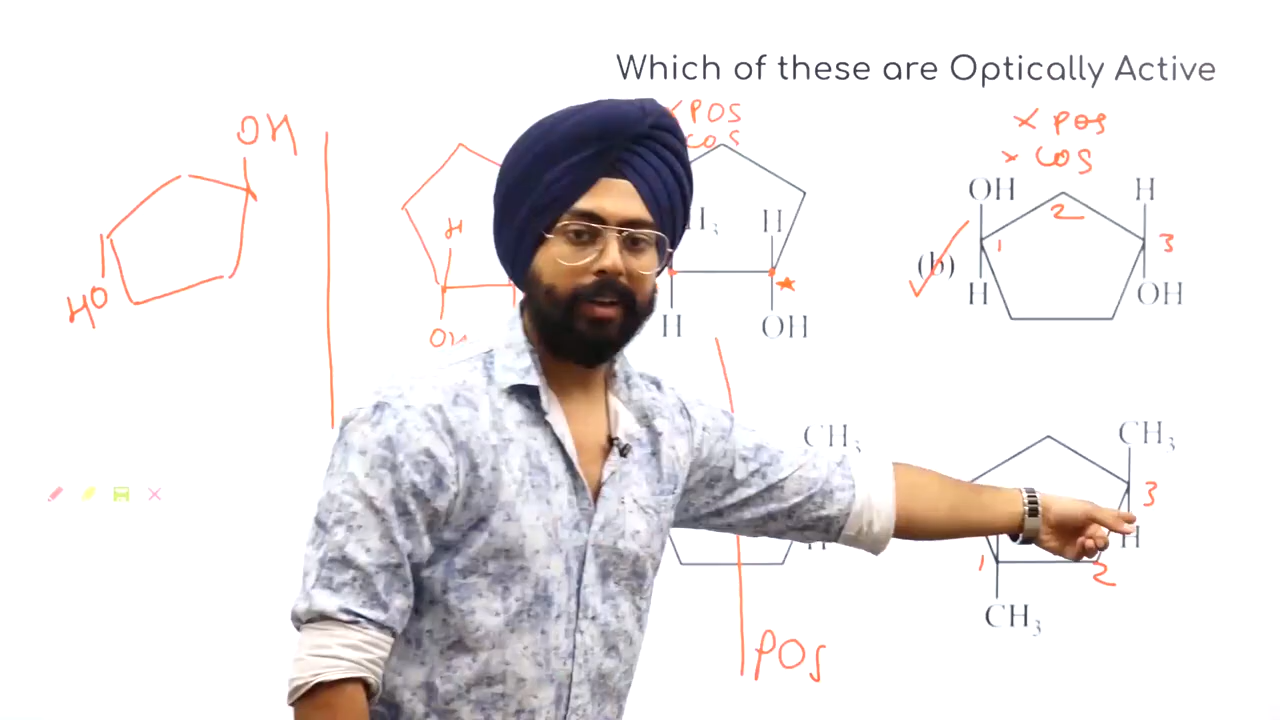 Which of these are Optically Active
OH
HO
H
OH
× POS
COS
H₃
H
H
OH
× POS
× COS
OH
H
(b)
1
2
3
H
OH
CH₃
POS
CH₃
3
H
1
2
CH₃